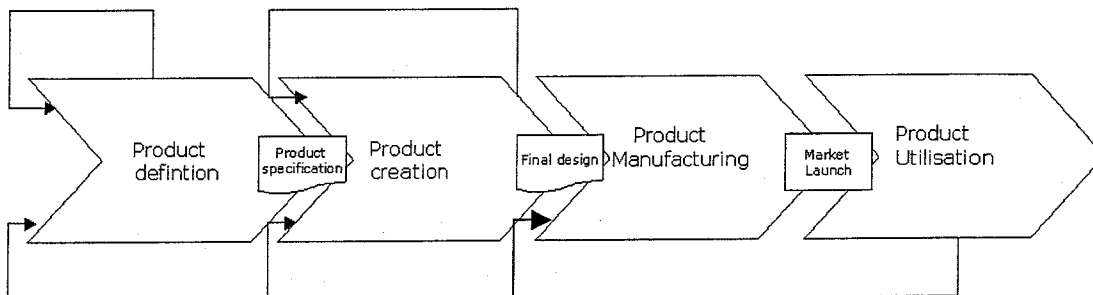 Product
defintion
Product
specification
Product
creation
Final design
Product
Manufacturing
Market
Launch
Product
Utilisation